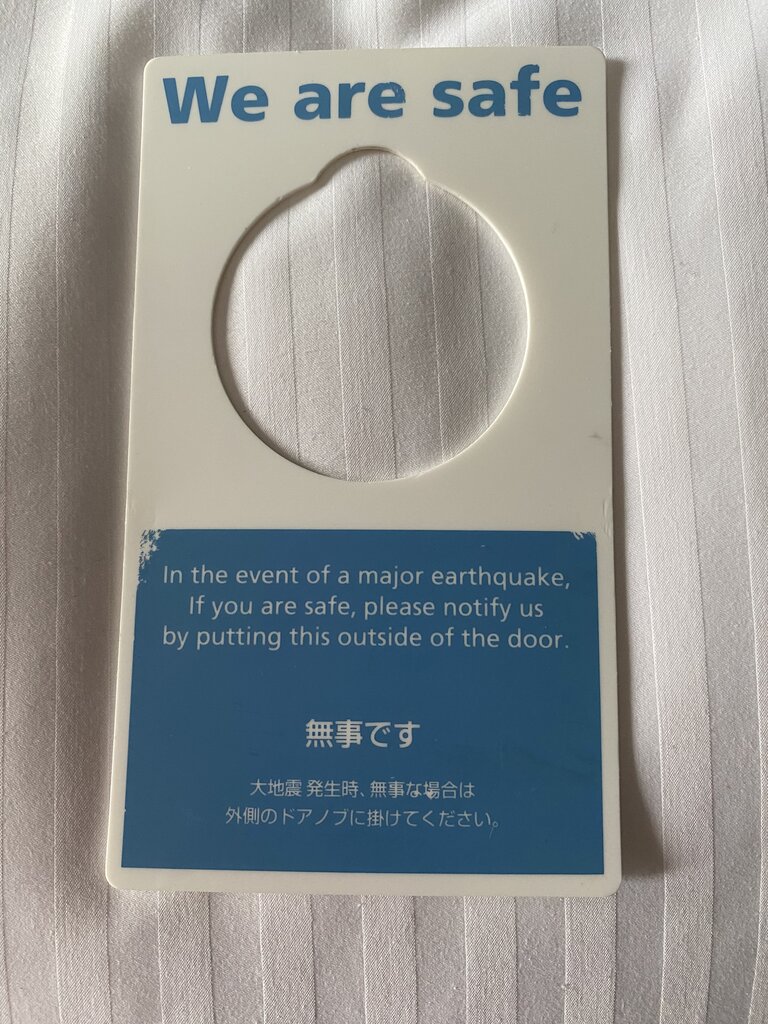 We are safe
In the event of a major earthquake,
If you are safe, please notify us
by putting this outside of the door.
無事です
大地震 発生時、無事な場合は
外側のドアノブに掛けてください。